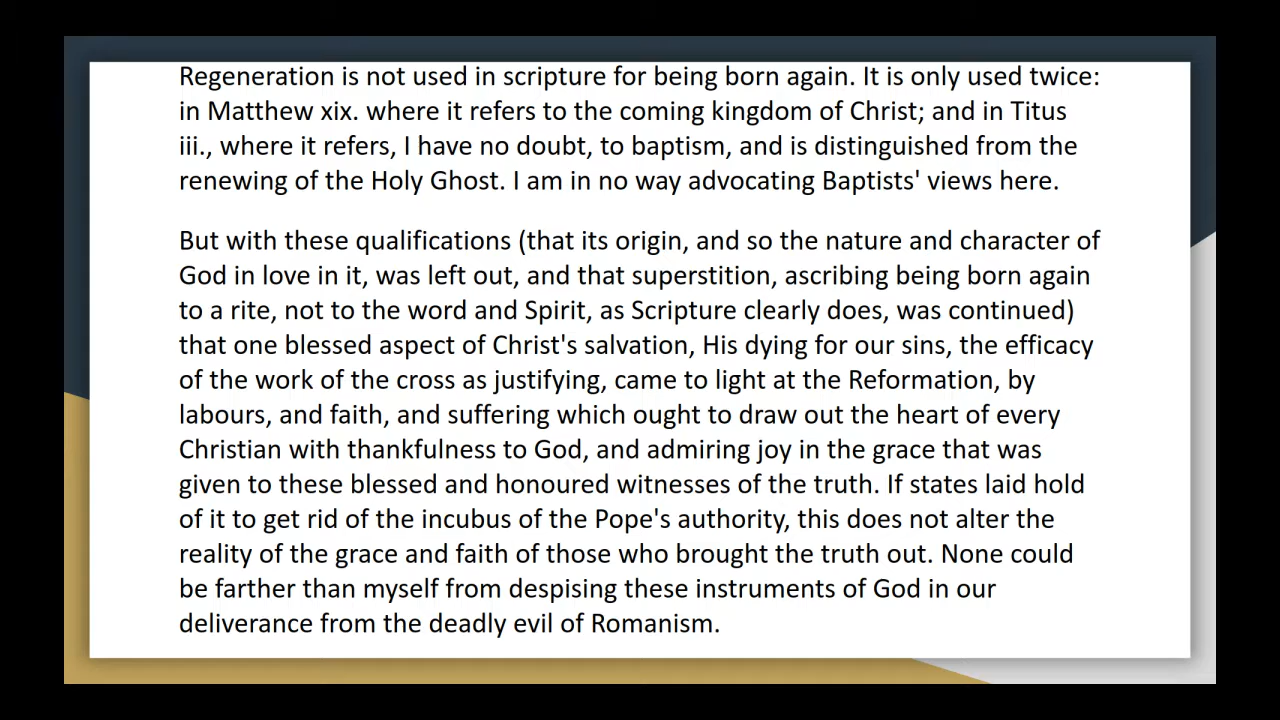 Regeneration is not used in scripture for being born again. It is only used twice:
in Matthew xix. where it refers to the coming kingdom of Christ; and in Titus
iii., where it refers, I have no doubt, to baptism, and is distinguished from the
renewing of the Holy Ghost. I am in no way advocating Baptists' views here.
But with these qualifications (that its origin, and so the nature and character of
God in love in it, was left out, and that superstition, ascribing being born again
to a rite, not to the word and Spirit, as Scripture clearly does, was continued)
that one blessed aspect of Christ's salvation, His dying for our sins, the efficacy
of the work of the cross as justifying, came to light at the Reformation, by
labours, and faith, and suffering which ought to draw out the heart of every
Christian with thankfulness to God, and admiring joy in the grace that was
given to these blessed and honoured witnesses of the truth. If states laid hold
of it to get rid of the incubus of the Pope's authority, this does not alter the
reality of the grace and faith of those who brought the truth out. None could
be farther than myself from despising these instruments of God in our
deliverance from the deadly evil of Romanism.